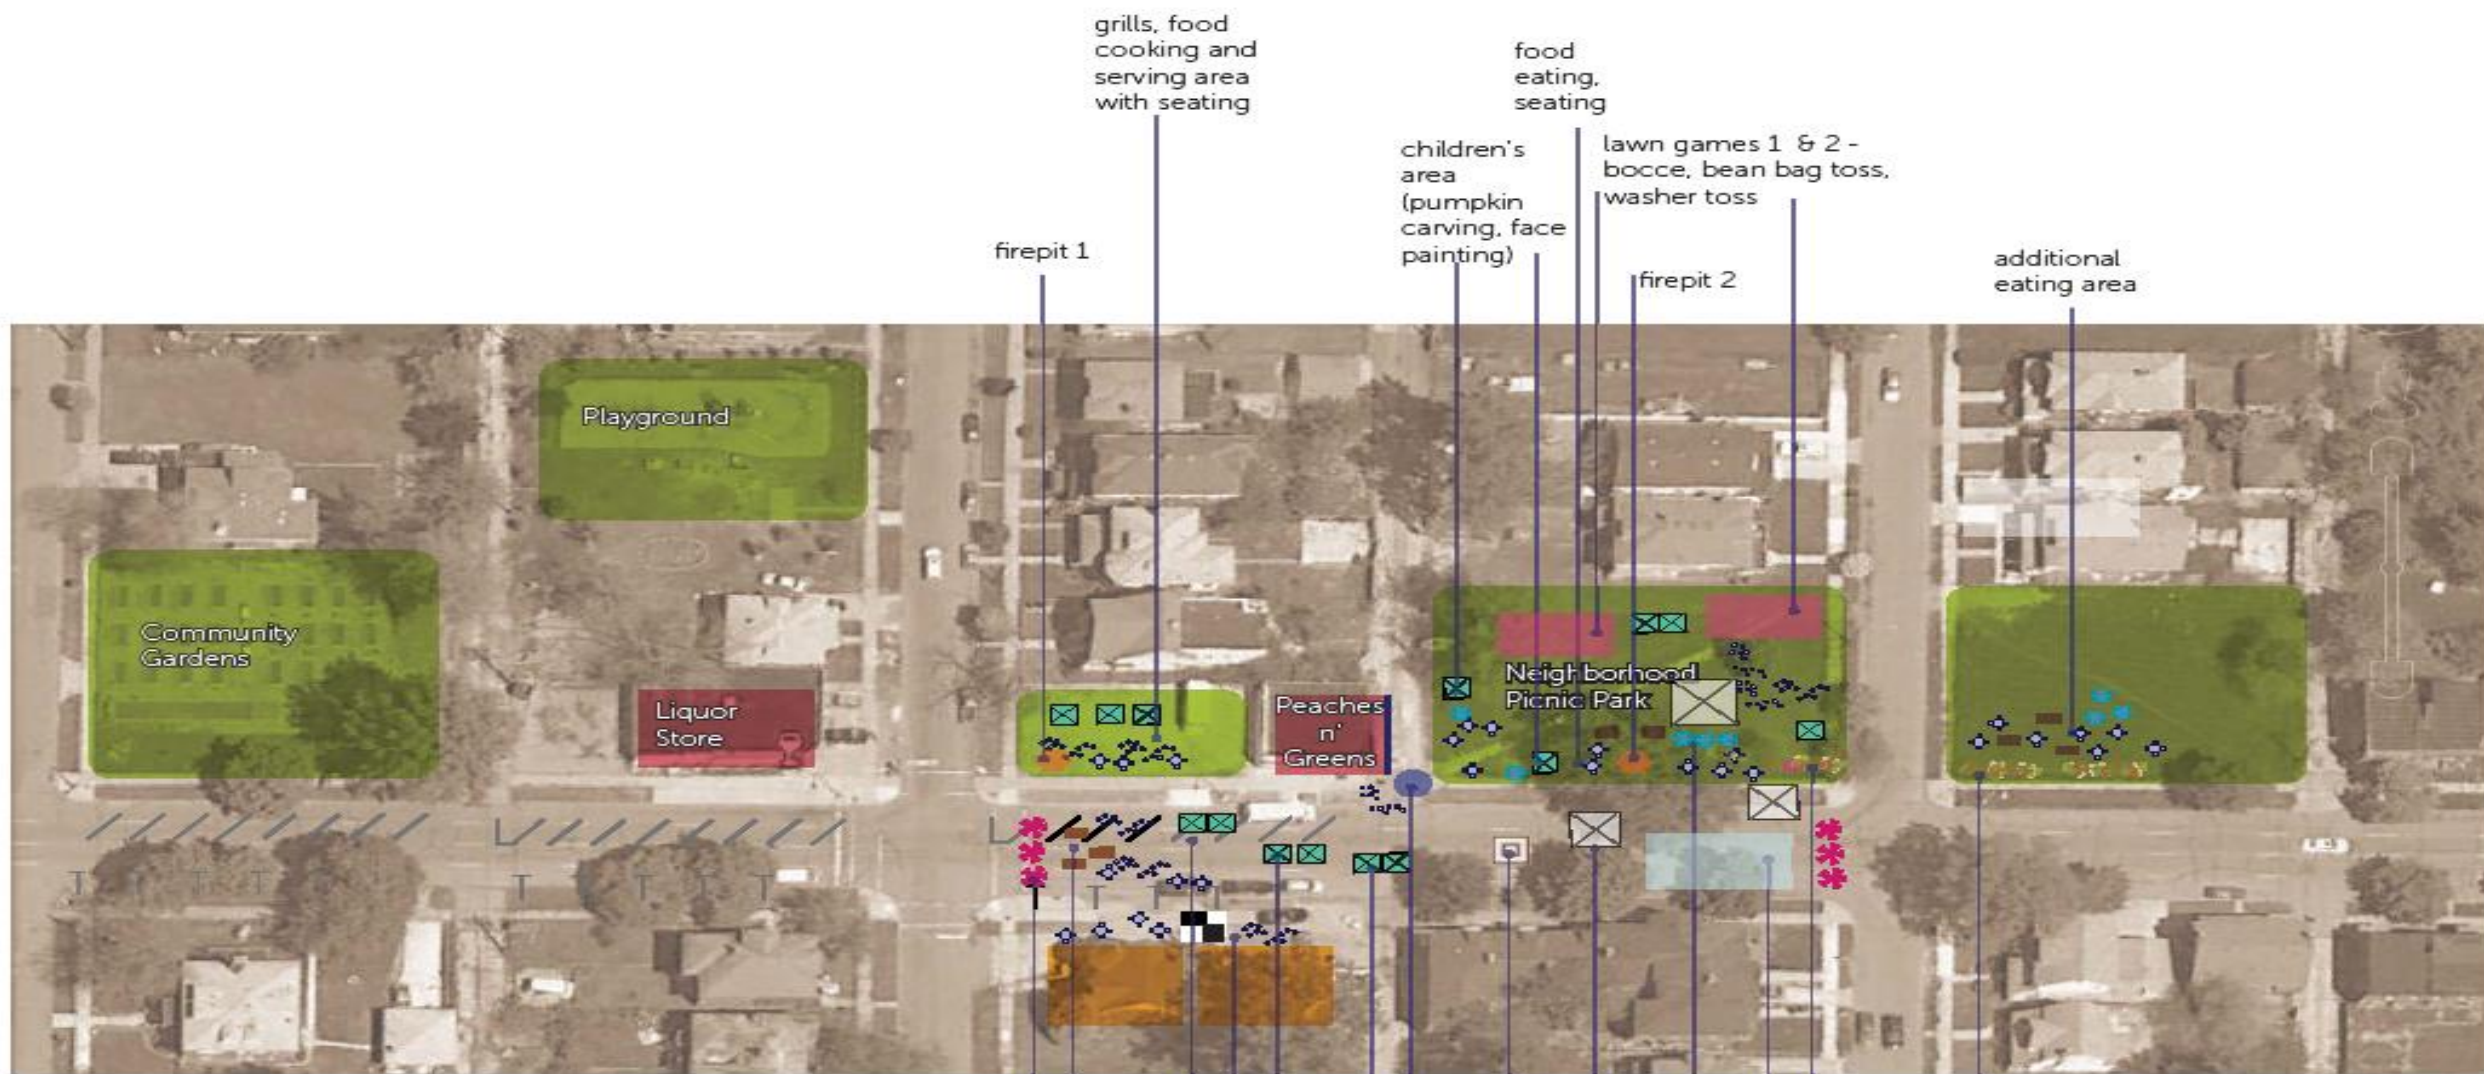 grills, food
cooking and
serving area
with seating
food
eating,
seating
children's
area
(pumpkin
carving, face
painting)
lawn games 1 & 2 -
bocce, bean bag toss,
washer toss
firepit 1
firepit 2
additional
eating area
Playground
Community
Gardens
Liquor
Store
Peaches
n'
Greens
Neighborhood
Picnic Park